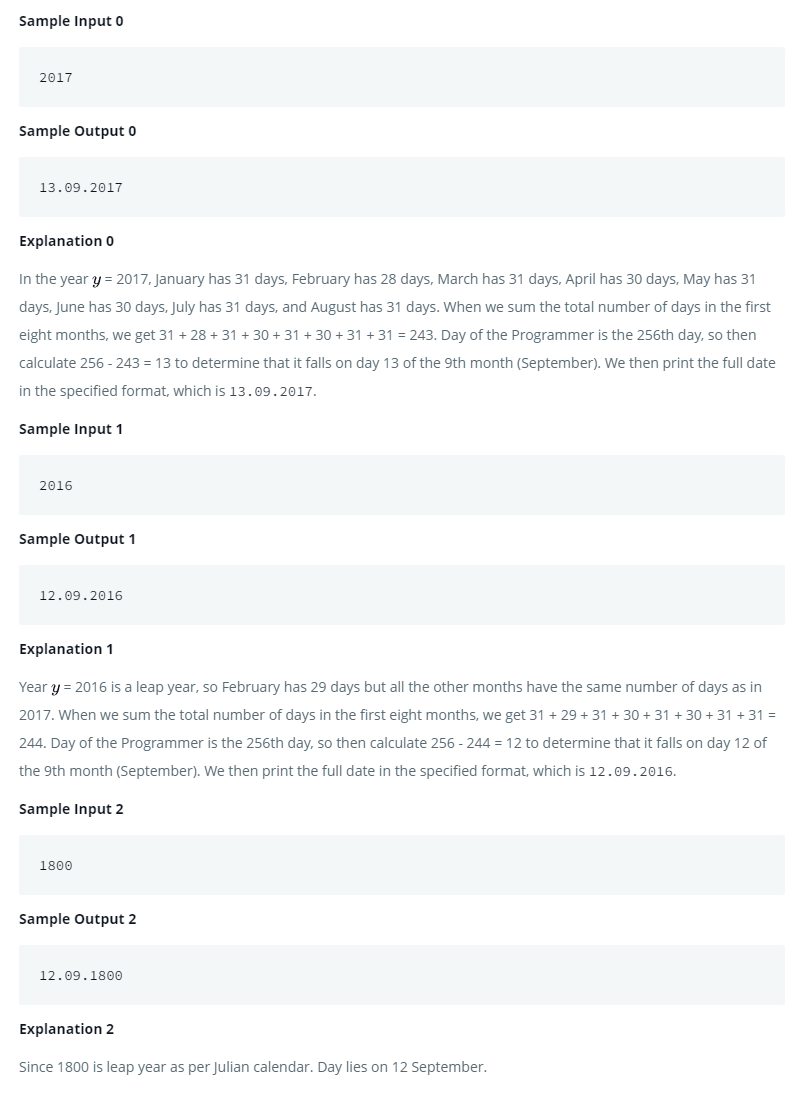 Sample Input 0
2017
Sample Output 0
13.09.2017
Explanation 0
In the year y = 2017, January has 31 days, February has 28 days, March has 31 days, April has 30 days, May has 31
days, June has 30 days, July has 31 days, and August has 31 days. When we sum the total number of days in the first
eight months, we get 31 + 28 + 31 + 30 + 31 + 30 + 31 + 31 = 243. Day of the Programmer is the 256th day, so then
calculate 256 - 243 = 13 to determine that it falls on day 13 of the 9th month (September). We then print the full date
in the specified format, which is 13.09.2017.
Sample Input 1
2016
Sample Output 1
12.09.2016
Explanation 1
Year y = 2016 is a leap year, so February has 29 days but all the other months have the same number of days as in
2017. When we sum the total number of days in the first eight months, we get 31 + 29 + 31 + 30 + 31 + 30 + 31 + 31 =
244. Day of the Programmer is the 256th day, so then calculate 256 - 244 = 12 to determine that it falls on day 12 of
the 9th month (September). We then print the full date in the specified format, which is 12.09.2016.
Sample Input 2
1800
Sample Output 2
12.09.1800
Explanation 2
Since 1800 is leap year as per Julian calendar. Day lies on 12 September.